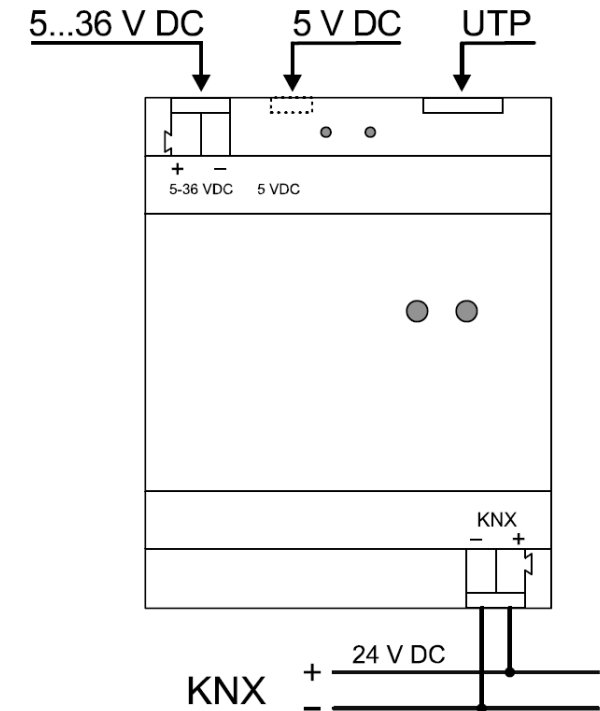 5...36 V DC 5 V DC UTP
+ −
5-36 VDC 5 VDC
KNX
− +
24 V DC
+
KNX
−